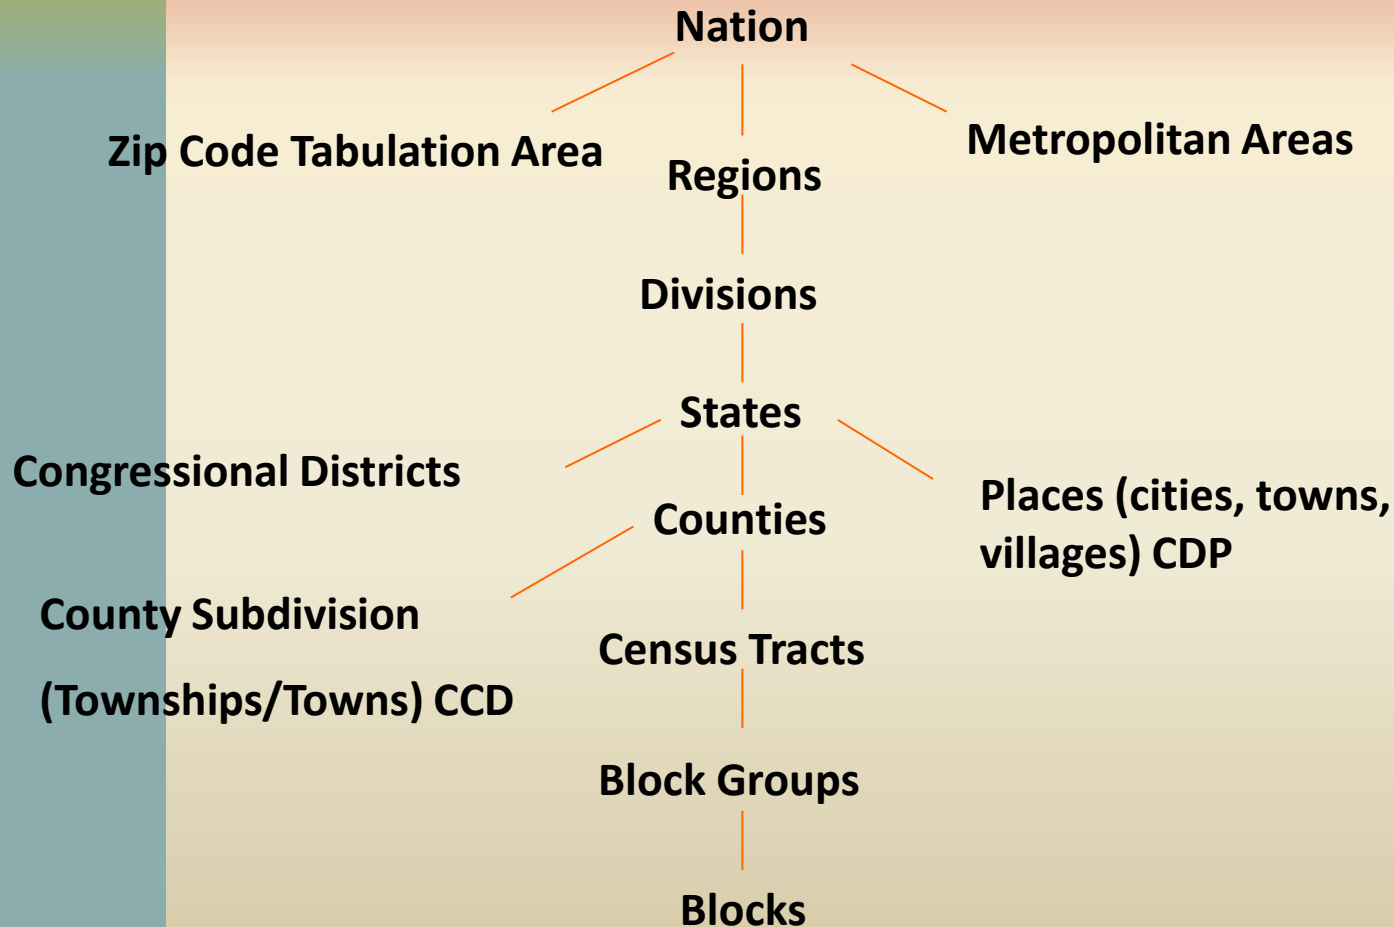 Nation
Zip Code Tabulation Area
Metropolitan Areas
Regions
Divisions
States
Congressional Districts
Places (cities, towns,
villages) CDP
Counties
County Subdivision
(Townships/Towns) CCD
Census Tracts
Block Groups
Blocks